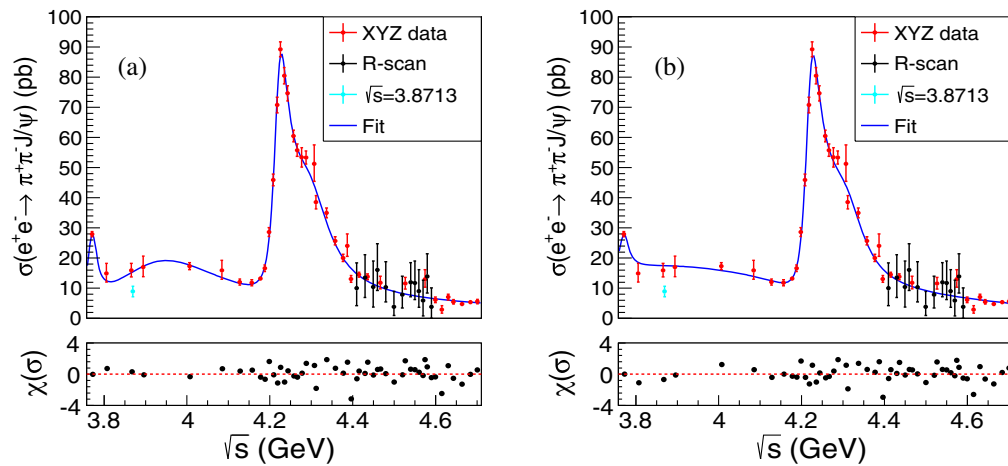 σ(e⁺e⁻→ π⁺π⁻J/ψ) (pb)
100
90
80
70
60
50
40
30
20
10
0
(a)
XYZ data
R-scan
√s=3.8713
Fit
χ(σ)
4
0
-4
3.8 4 4.2 4.4 4.6
√s (GeV)
σ(e⁺e⁻→ π⁺π⁻J/ψ) (pb)
100
90
80
70
60
50
40
30
20
10
0
(b)
XYZ data
R-scan
√s=3.8713
Fit
χ(σ)
4
0
-4
3.8 4 4.2 4.4 4.6
√s (GeV)